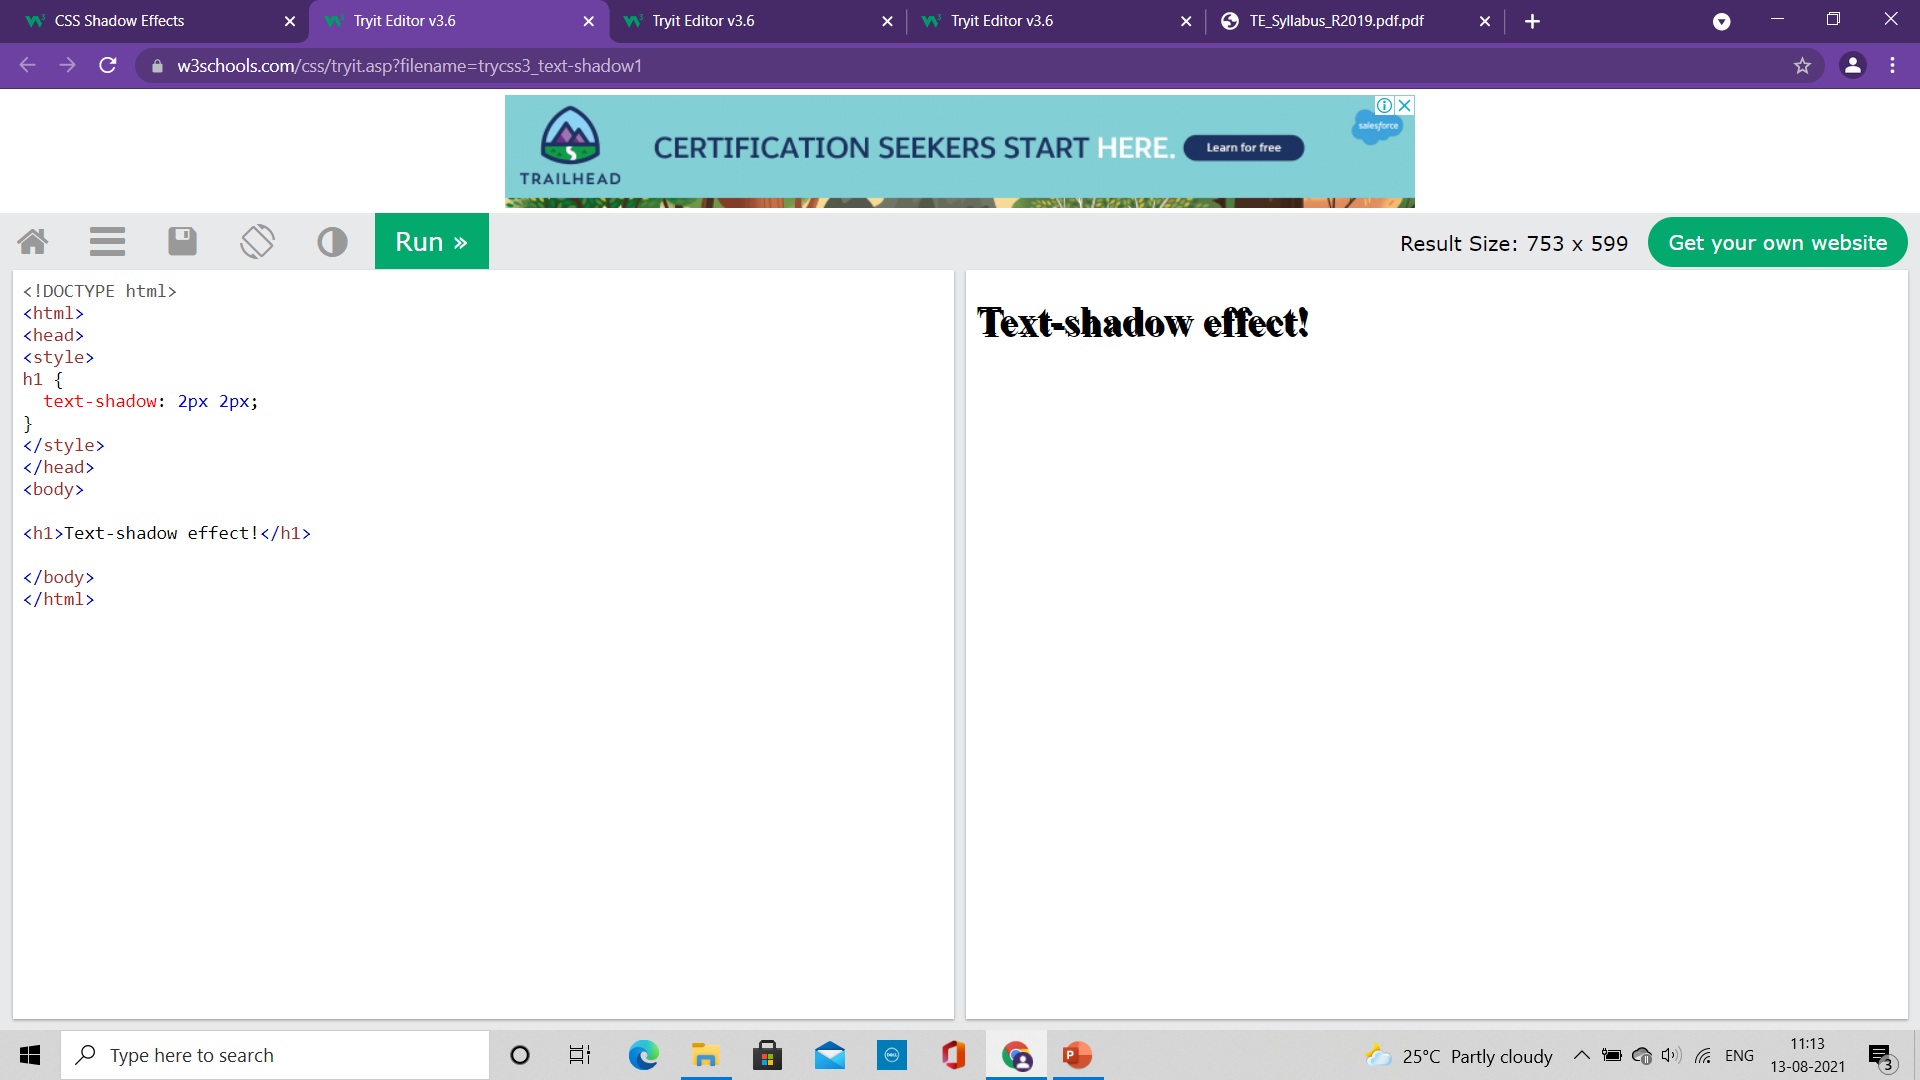 CSS Shadow Effects
Tryit Editor v3.6
Tryit Editor v3.6
Tryit Editor v3.6
TE_Syllabus_R2019.pdf.pdf
w3schools.com/css/tryit.asp?filename=trycss3_text-shadow1
TRAILHEAD
CERTIFICATION SEEKERS START HERE.
Learn for free
salesforce
Run »
Result Size: 753 x 599
Get your own website
<!DOCTYPE html>
<html>
<head>
<style>
h1 {
  text-shadow: 2px 2px;
}
</style>
</head>
<body>
<h1>Text-shadow effect!</h1>
</body>
</html>
Text-shadow effect!
Type here to search
DELL
P
25°C Partly cloudy
ENG
11:13
13-08-2021
3